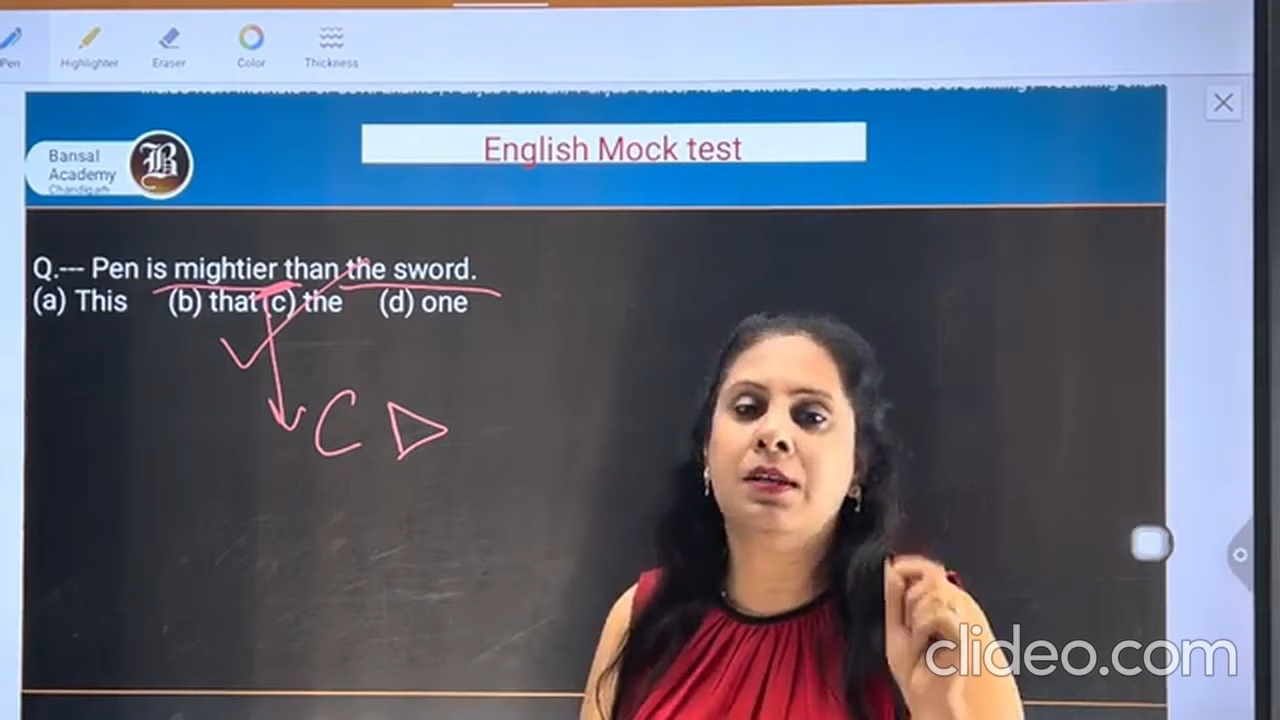 Pen
Highlighter
Eraser
Color
Thickness
Bansal
Academy
Chandigarh
B
English Mock test
Q.--- Pen is mightier than the sword.
(a) This (b) that (c) the (d) one
C D
clideo.com